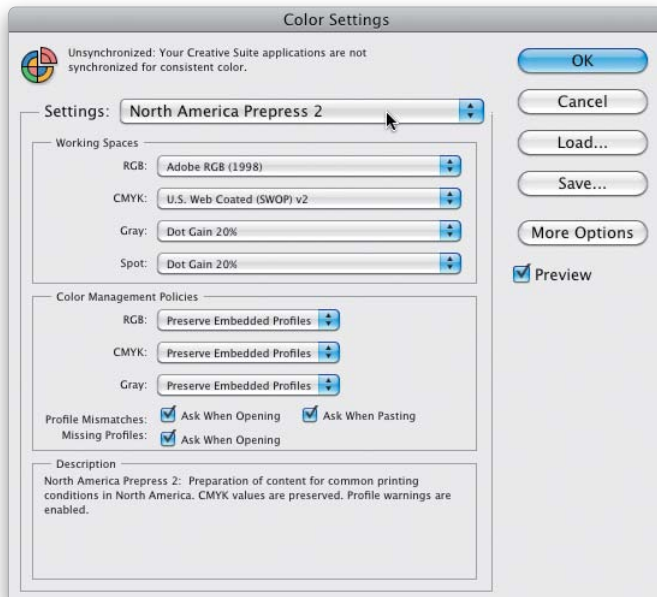 Color Settings
Unsynchronized: Your Creative Suite applications are not
synchronized for consistent color.
OK
Cancel
Load...
Save...
More Options
Preview
Settings: North America Prepress 2
Working Spaces
RGB: Adobe RGB (1998)
CMYK: U.S. Web Coated (SWOP) v2
Gray: Dot Gain 20%
Spot: Dot Gain 20%
Color Management Policies
RGB: Preserve Embedded Profiles
CMYK: Preserve Embedded Profiles
Gray: Preserve Embedded Profiles
Profile Mismatches: Ask When Opening Ask When Pasting
Missing Profiles: Ask When Opening
Description
North America Prepress 2: Preparation of content for common printing
conditions in North America. CMYK values are preserved. Profile warnings are
enabled.